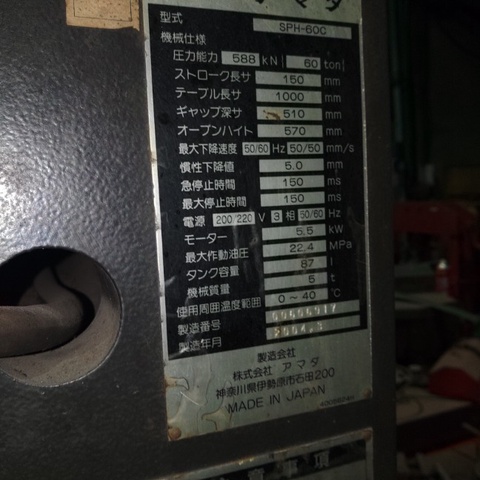 アマダ
型式 SPH-60C
機械仕様
圧力能力 588 kN 60 ton
ストローク長サ 150 mm
テーブル長サ 1000 mm
ギャップ深サ 510 mm
オープンハイト 570 mm
最大下降速度 50/60 Hz 50/50 mm/s
慣性下降値 5.0 mm
急停止時間 150 ms
最大停止時間 150 ms
電源 200/220 V 3 相 50/60 Hz
モーター 5.5 kW
最大作動油圧 22.4 MPa
タンク容量 87 l
機械質量 5 t
使用周囲温度範囲 0～40 ℃
製造番号
製造年月
製造会社
株式会社 アマダ
神奈川県伊勢原市石田200
MADE IN JAPAN
事項